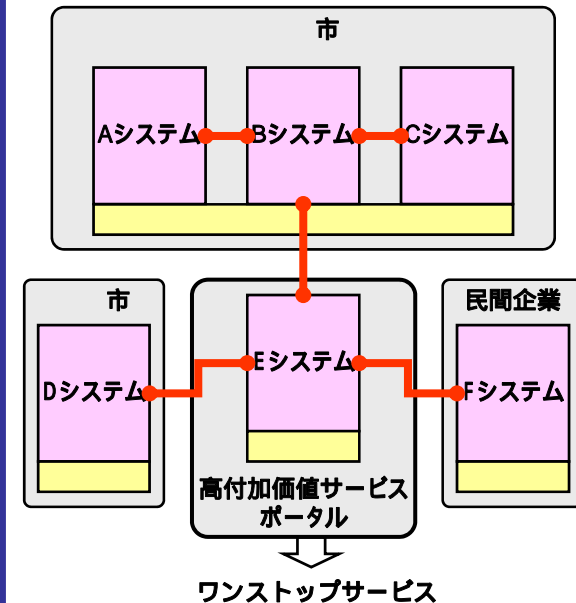 市
Aシステム
Bシステム
Cシステム
市
Dシステム
Eシステム
高付加価値サービス
ポータル
民間企業
Fシステム
ワンストップサービス